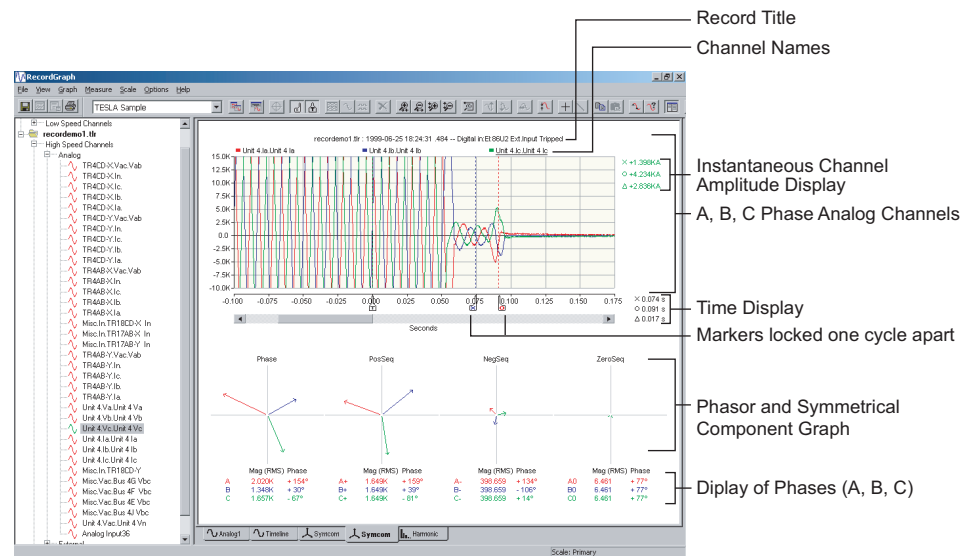 Record Title
Channel Names
RecordGraph
File View Graph Measure Scale Options Help
TESLA Sample
Low Speed Channels
recordemo1.tlr
High Speed Channels
Analog
TR4CD-X.Vac.Vab
TR4CD-X.In.
TR4CD-X.Ic.
TR4CD-X.Ib.
TR4CD-X.Ia.
TR4CD-Y.Vac.Vab
TR4CD-Y.In.
TR4CD-Y.Ic.
TR4CD-Y.Ib.
TR4CD-Y.Ia.
TR4AB-X.Vac.Vab
TR4AB-X.In.
TR4AB-X.Ic.
TR4AB-X.Ib.
TR4AB-X.Ia.
Misc.In.TR18CD-X In
Misc.In.TR17AB-X In
Misc.In.TR17AB-Y In
TR4AB-Y.Vac.Vab
TR4AB-Y.In.
TR4AB-Y.Ic.
TR4AB-Y.Ib.
TR4AB-Y.Ia.
Unit 4.Va.Unit 4 Va
Unit 4.Vb.Unit 4 Vb
Unit 4.Vc.Unit 4 Vc
Unit 4.Ia.Unit 4 Ia
Unit 4.Ib.Unit 4 Ib
Unit 4.Ic.Unit 4 Ic
Misc.In.TR18CD-Y
Misc.Vac.Bus 4G Vbc
Misc.Vac.Bus 4F Vbc
Misc.Vac.Bus 4E Vbc
Misc.Vac.Bus 4J Vbc
Unit 4.Vac.Unit 4 Vn
Analog Input36
External
recordemo1.tlr : 1999-06-25 18:24:31 .484 -- Digital in:Et 86U2 Ext.Input Tripped
Unit 4.Ia.Unit 4 Ia Unit 4.Ib.Unit 4 Ib Unit 4.Ic.Unit 4 Ic
15.0K
12.5K
10.0K
7.5K
5.0K
2.5K
0.0
-2.5K
-5.0K
-7.5K
-10.0K
-0.100 -0.075 -0.050 -0.025 0.000 0.025 0.050 0.075 0.100 0.125 0.150 0.175
Seconds
X +1.398KA
O +4.234KA
Δ +2.836KA
X 0.074 s
O 0.091 s
Δ 0.017 s
Instantaneous Channel
Amplitude Display
A, B, C Phase Analog Channels
Time Display
Markers locked one cycle apart
Phase PosSeq NegSeq ZeroSeq
Phasor and Symmetrical
Component Graph
Mag (RMS) Phase Mag (RMS) Phase Mag (RMS) Phase Mag (RMS) Phase
A 2.020K + 154° A+ 1.649K + 159° A- 398.659 + 134° A0 6.461 + 77°
B 1.348K + 30° B+ 1.649K + 39° B- 398.659 - 106° B0 6.461 + 77°
C 1.657K - 67° C+ 1.649K - 81° C- 398.659 + 14° C0 6.461 + 77°
Diplay of Phases (A, B, C)
Analog1 Timeline Symcom Symcom Harmonic
Scale: Primary